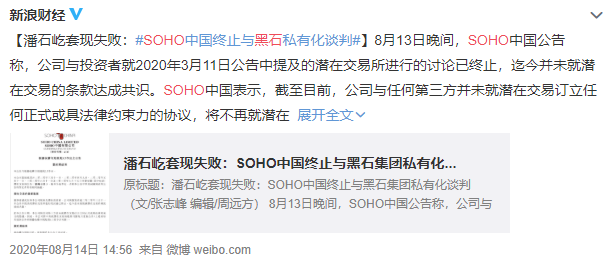 新浪财经
【潘石屹套现失败：#SOHO中国终止与黑石私有化谈判#】8月13日晚间，SOHO中国公告
称，公司与投资者就2020年3月11日公告中提及的潜在交易所进行的讨论已终止，迄今并未就潜
在交易的条款达成共识。SOHO中国表示，截至目前，公司与任何第三方并未就潜在交易订立任
何正式或具法律约束力的协议，将不再就潜在 展开全文
潘石屹套现失败：SOHO中国终止与黑石集团私有化...
原标题：潘石屹套现失败：SOHO中国终止与黑石集团私有化谈判
（文/张志峰 编辑/周远方） 8月13日晚间，SOHO中国公告称，公司与
2020年08月14日 14:56 来自 微博 weibo.com